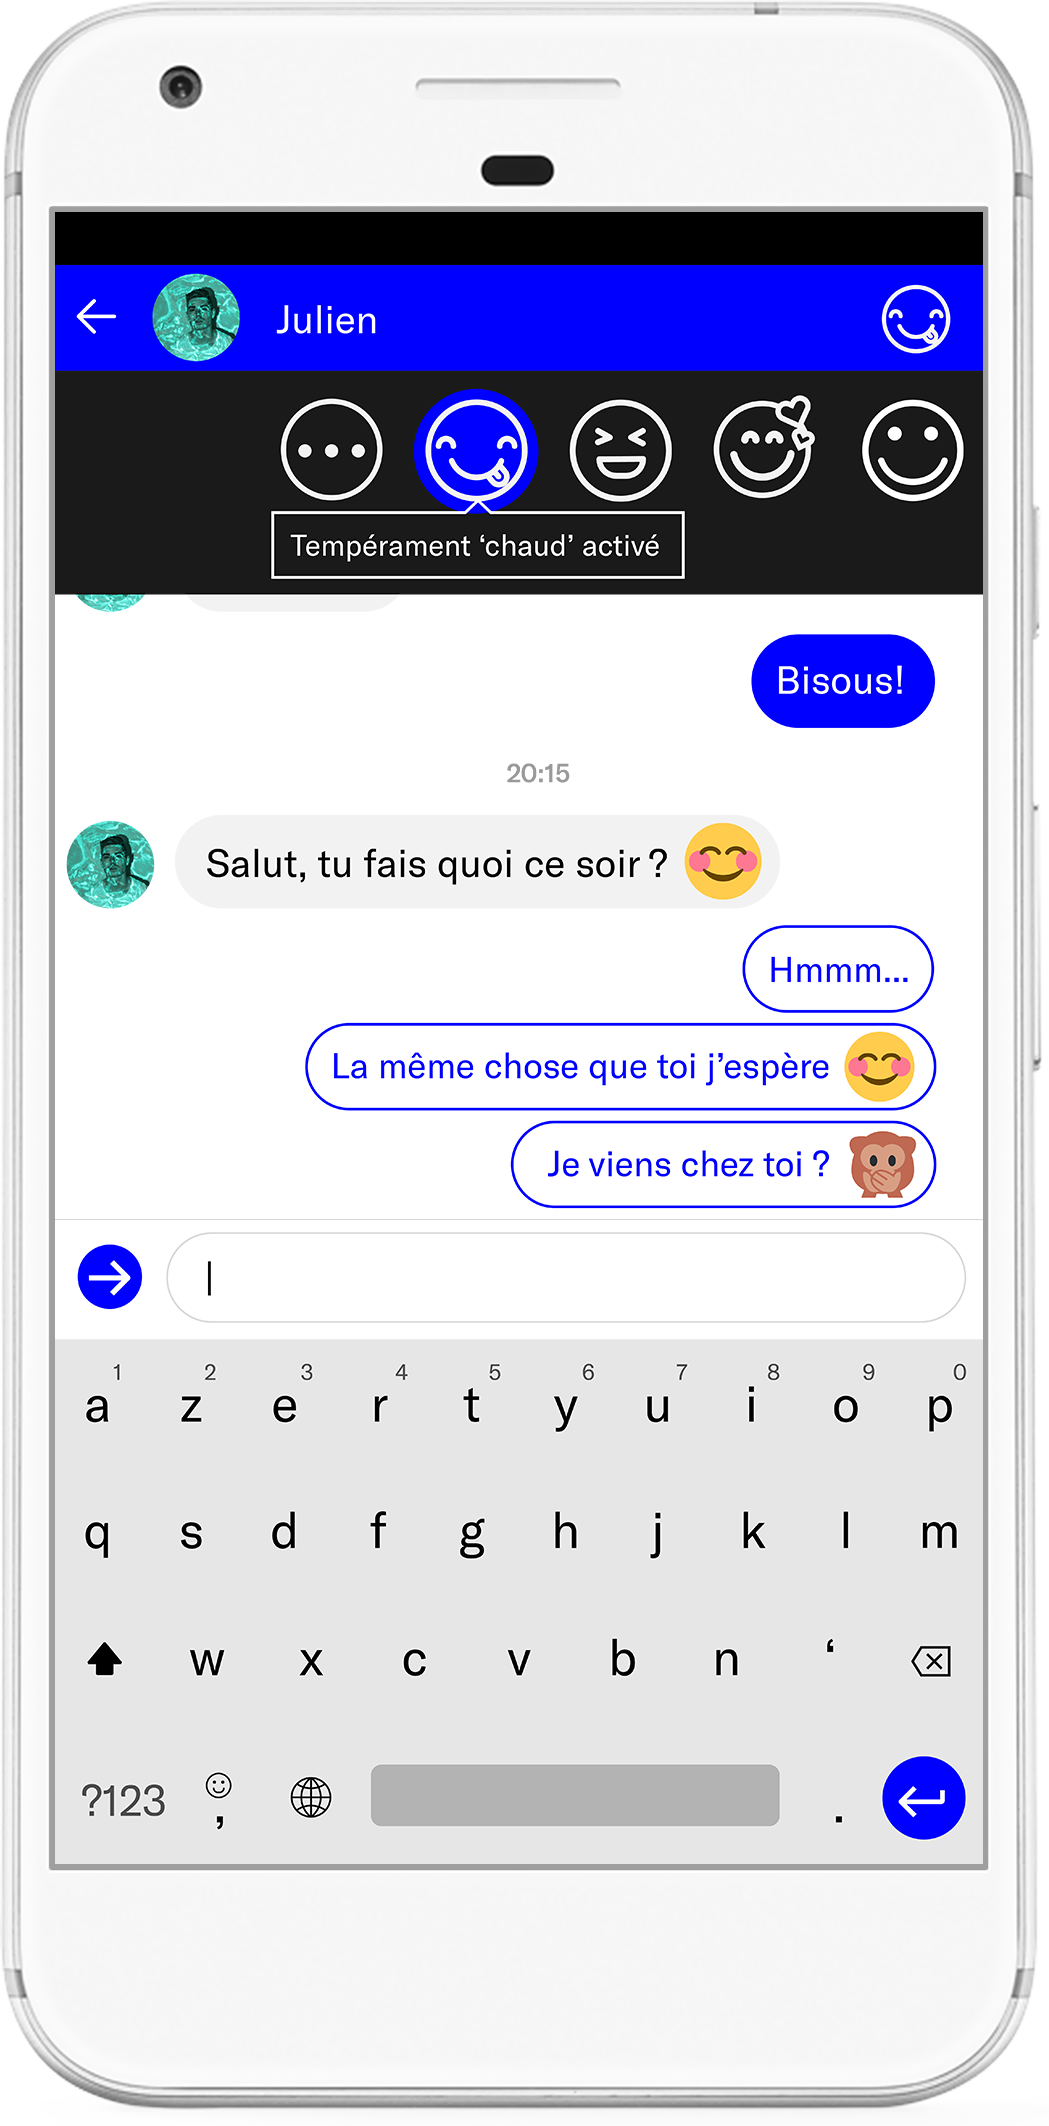 Julien
Tempérament ‘chaud’ activé
Bisous!
20:15
Salut, tu fais quoi ce soir ?
Hmmm...
La même chose que toi j’espère
Je viens chez toi ?
1 2 3 4 5 6 7 8 9 0
a z e r t y u i o p
q s d f g h j k l m
w x c v b n ‘
?123 , .